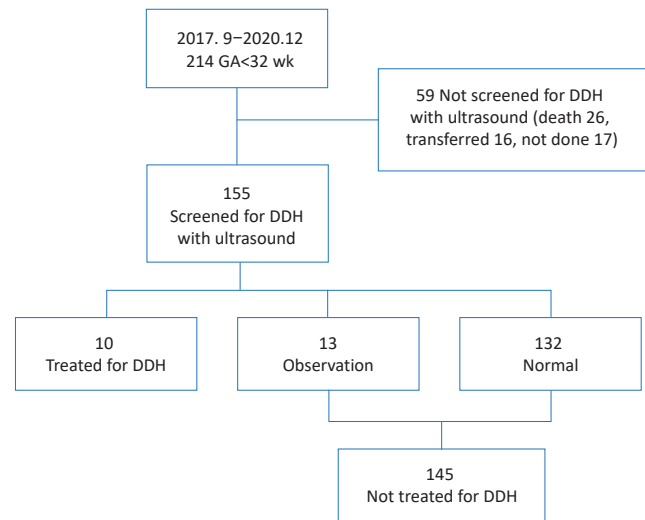 2017. 9−2020.12
214 GA<32 wk
59 Not screened for DDH
with ultrasound (death 26,
transferred 16, not done 17)
155
Screened for DDH
with ultrasound
10
Treated for DDH
13
Observation
132
Normal
145
Not treated for DDH